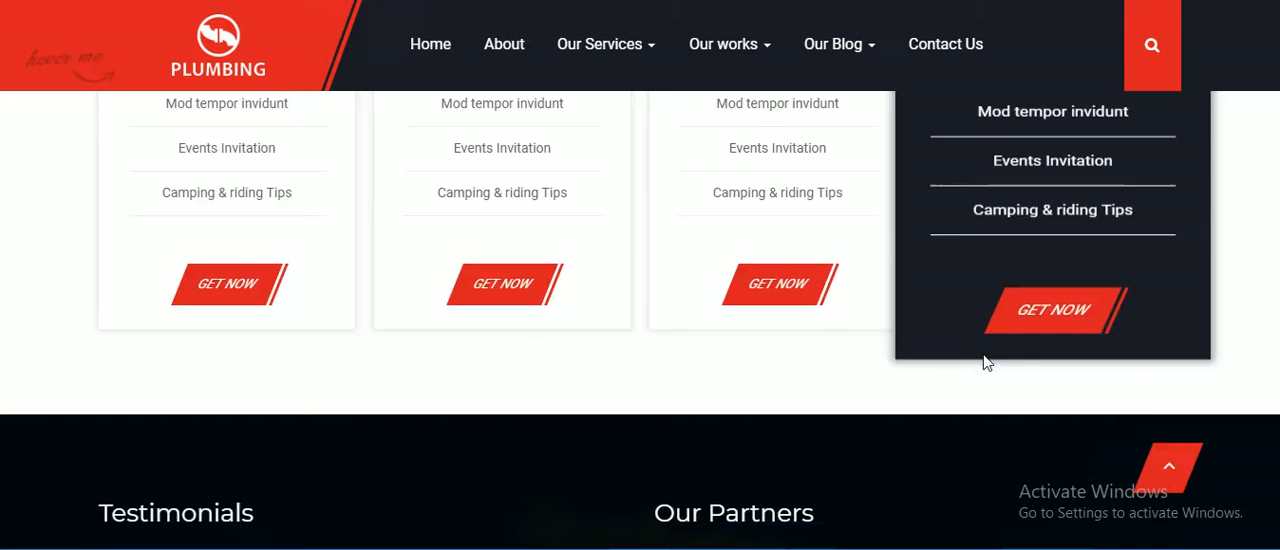 hover me
PLUMBING
Home About Our Services Our works Our Blog Contact Us
Mod tempor invidunt
Events Invitation
Camping & riding Tips
GET NOW
Mod tempor invidunt
Events Invitation
Camping & riding Tips
GET NOW
Mod tempor invidunt
Events Invitation
Camping & riding Tips
GET NOW
Mod tempor invidunt
Events Invitation
Camping & riding Tips
GET NOW
Testimonials
Our Partners
Activate Windows
Go to Settings to activate Windows.